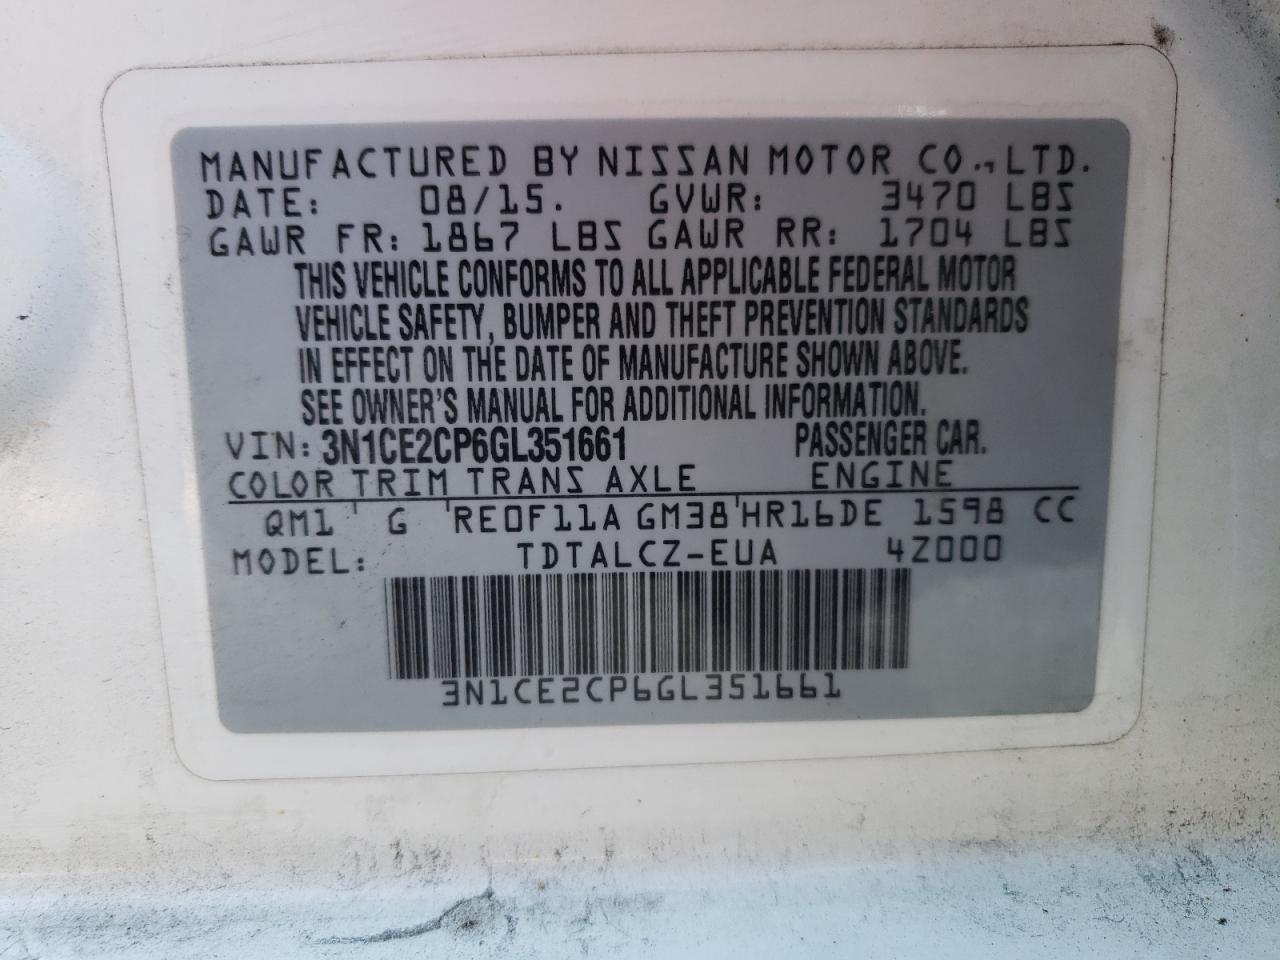 MANUFACTURED BY NISSAN MOTOR CO., LTD.
DATE: 08/15. GVWR: 3470 LBS
GAWR FR: 1867 LBS GAWR RR: 1704 LBS
THIS VEHICLE CONFORMS TO ALL APPLICABLE FEDERAL MOTOR
VEHICLE SAFETY, BUMPER AND THEFT PREVENTION STANDARDS
IN EFFECT ON THE DATE OF MANUFACTURE SHOWN ABOVE.
SEE OWNER'S MANUAL FOR ADDITIONAL INFORMATION.
VIN: 3N1CE2CP6GL351661 PASSENGER CAR.
COLOR TRIM TRANS AXLE ENGINE
QM1 ' G 'RE0F11A GM38'HR16DE 1598 CC
MODEL: TDTALCZ-EUA 4Z000
3N1CE2CP6GL351661